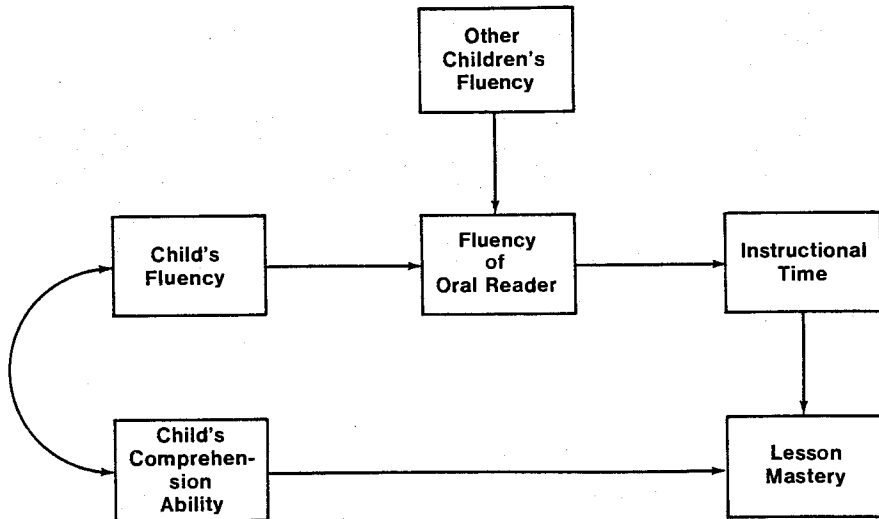 Other
Children's
Fluency
Child's
Fluency
Fluency
of
Oral Reader
Instructional
Time
Child's
Comprehen-
sion
Ability
Lesson
Mastery